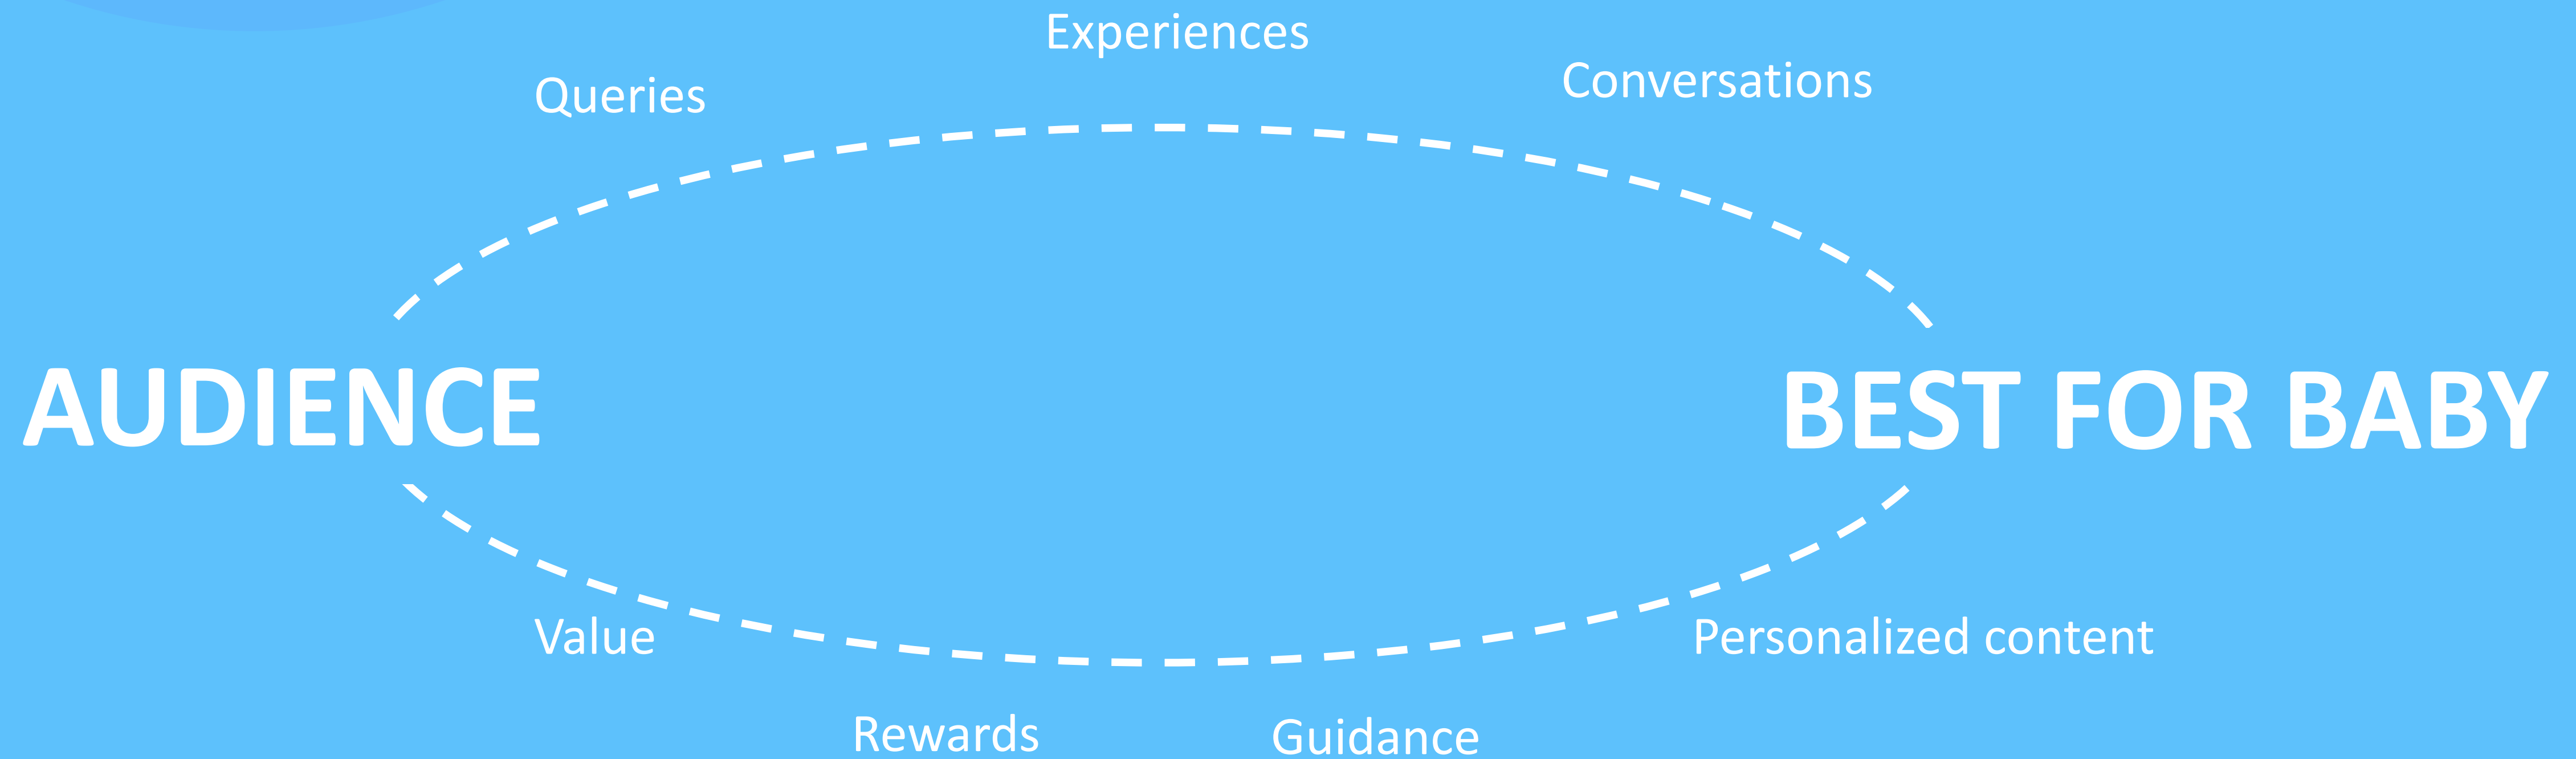 Experiences
Queries
Conversations
AUDIENCE
BEST FOR BABY
Value
Personalized content
Rewards
Guidance